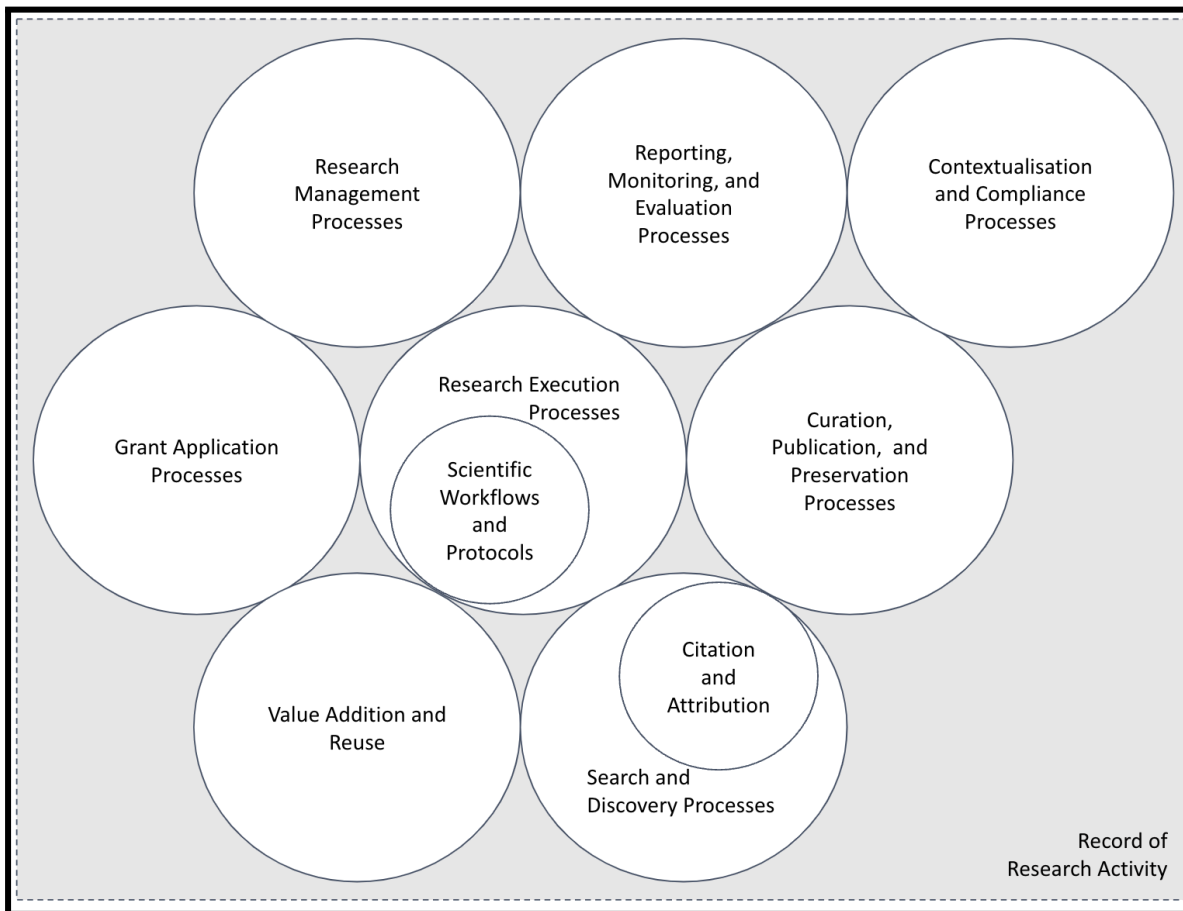 Research
Management
Processes
Reporting,
Monitoring, and
Evaluation
Processes
Contextualisation
and Compliance
Processes
Grant Application
Processes
Research Execution
Processes
Scientific
Workflows
and
Protocols
Curation,
Publication, and
Preservation
Processes
Value Addition and
Reuse
Citation
and
Attribution
Search and
Discovery Processes
Record of
Research Activity